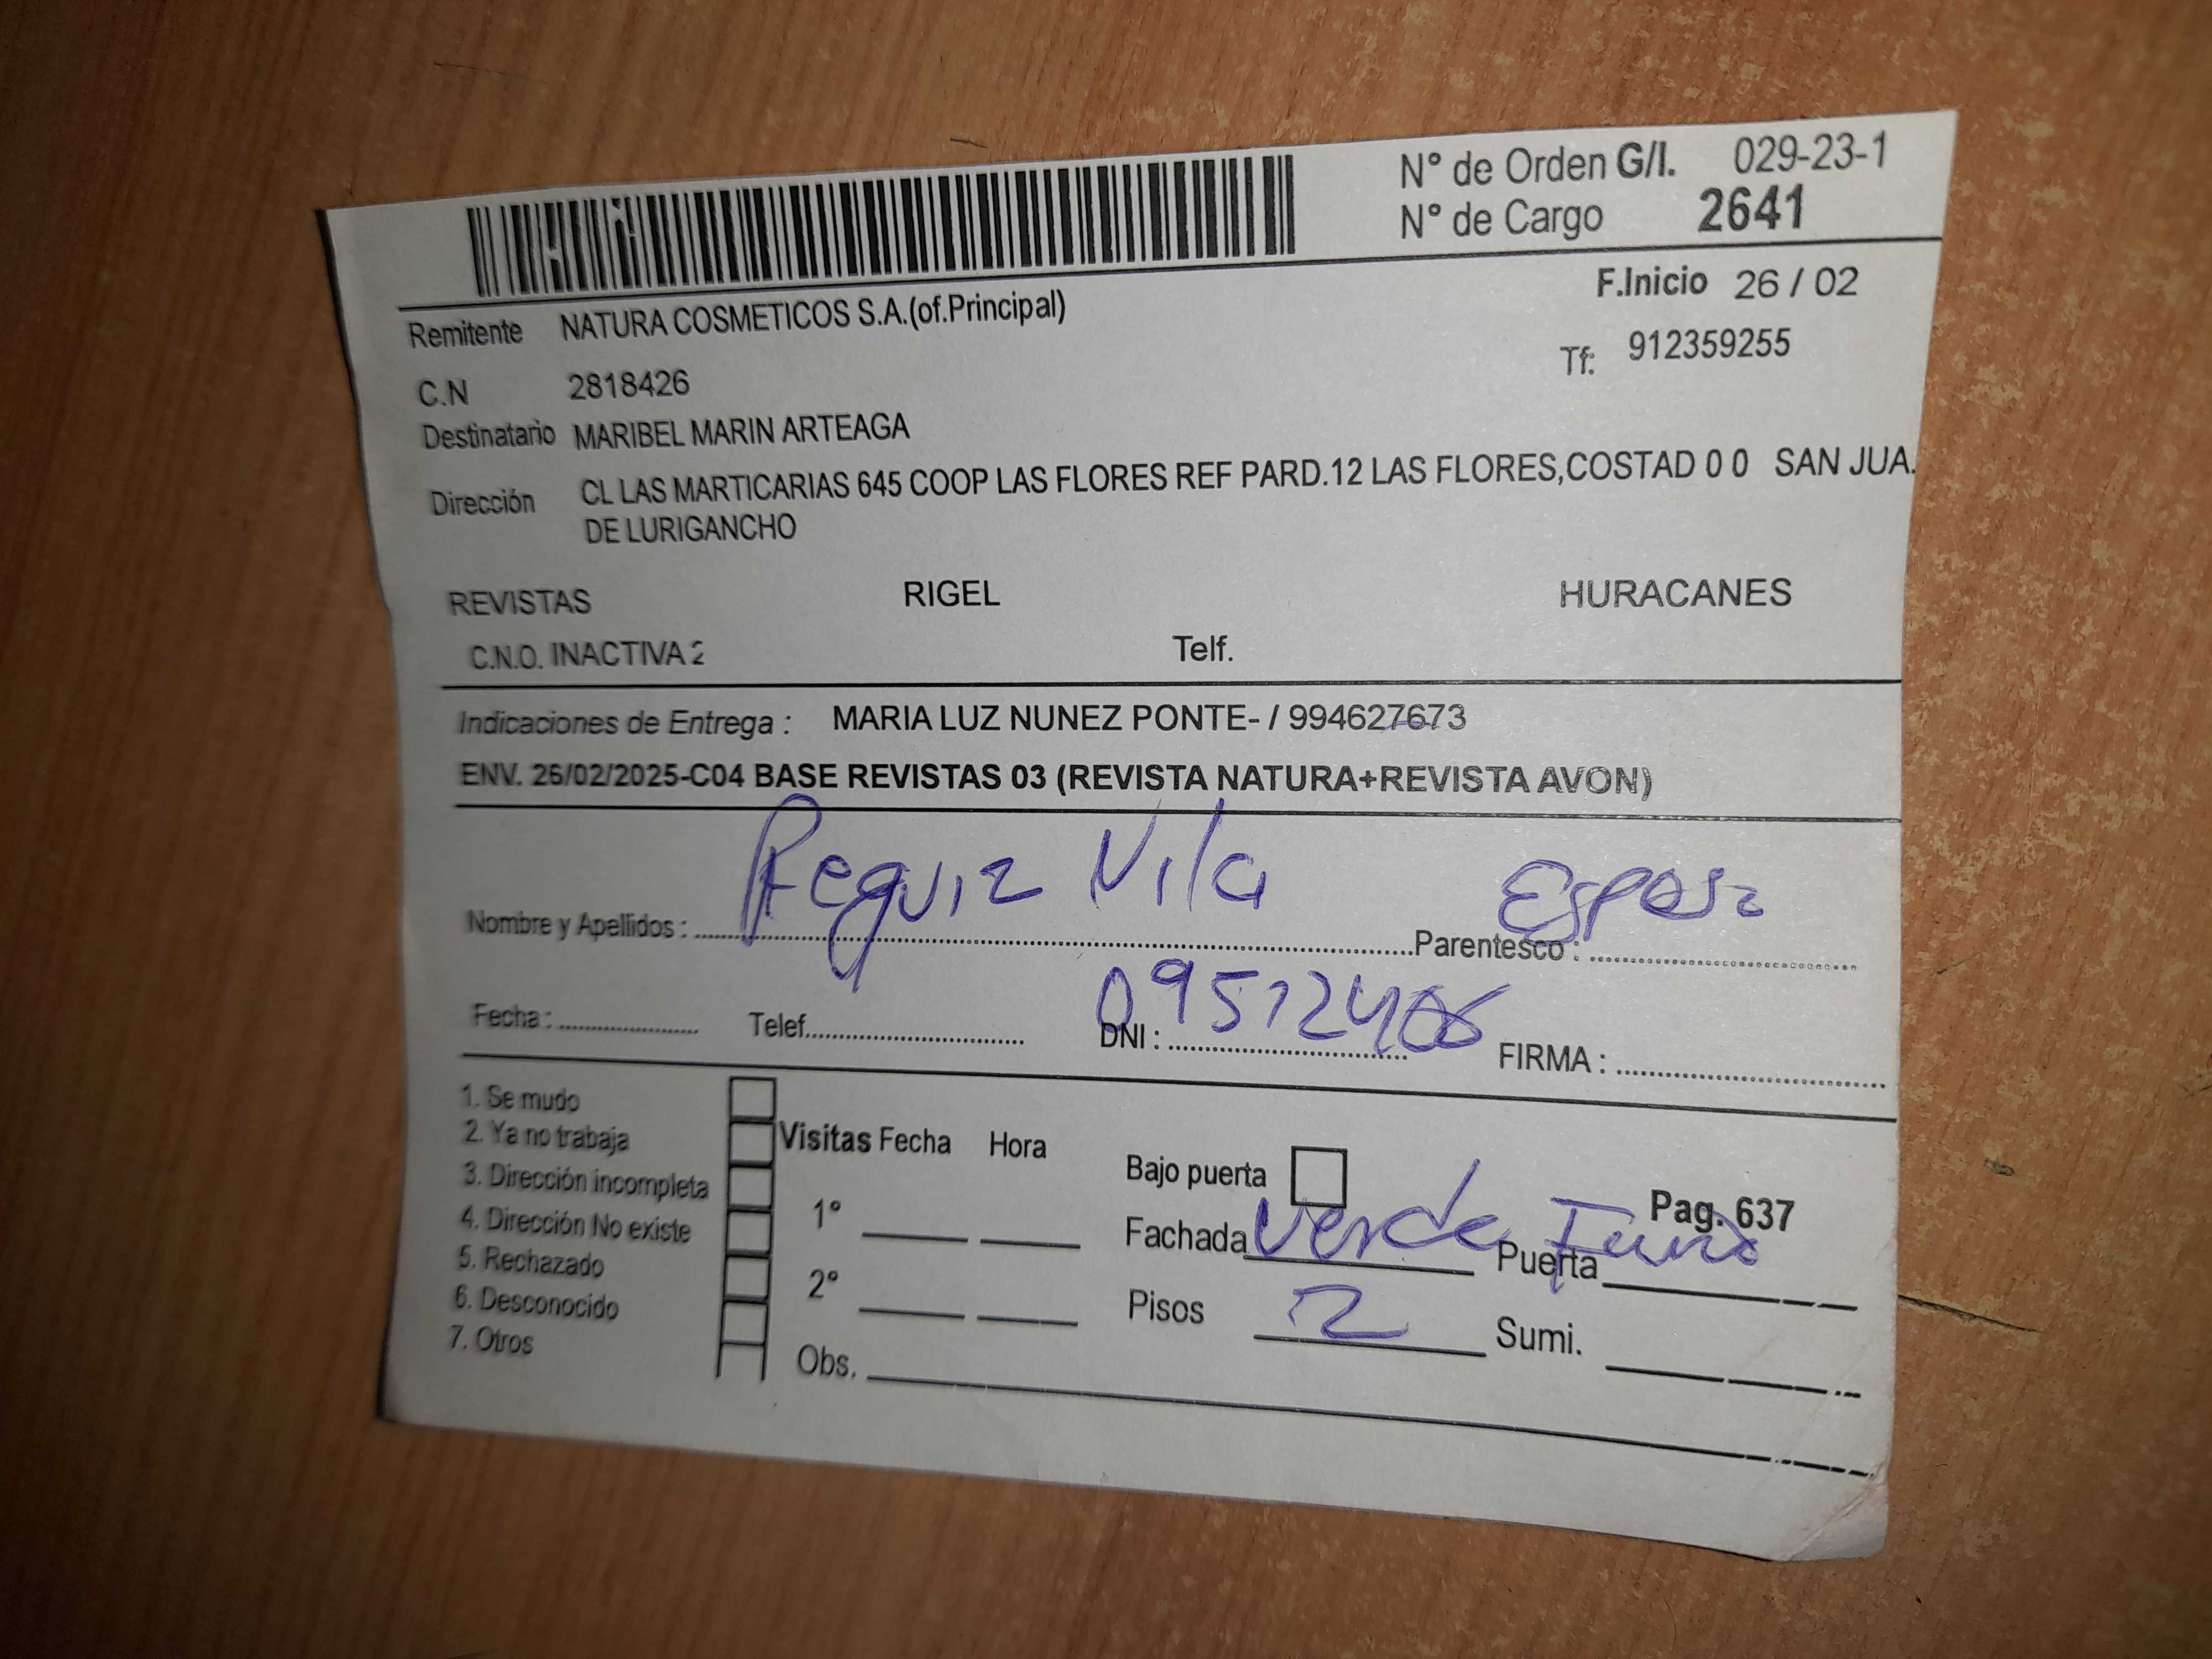 N° de Orden G/I. 029-23-1
N° de Cargo 2641
F.Inicio 26 / 02
Remitente NATURA COSMETICOS S.A.(of.Principal)
Tf: 912359255
C.N 2818426
Destinatario MARIBEL MARIN ARTEAGA
Dirección CL LAS MARTICARIAS 645 COOP LAS FLORES REF PARD.12 LAS FLORES,COSTAD 0 0 SAN JUA.
DE LURIGANCHO
REVISTAS RIGEL HURACANES
C.N.O. INACTIVA 2 Telf.
Indicaciones de Entrega : MARIA LUZ NUNEZ PONTE- / 994627673
ENV. 26/02/2025-C04 BASE REVISTAS 03 (REVISTA NATURA+REVISTA AVON)
Nombre y Apellidos : Vila Parentesco :
Fecha : Telef. DNI : FIRMA :
1. Se mudo
2. Ya no trabaja
3. Dirección incompleta
4. Dirección No existe
5. Rechazado
6. Desconocido
7. Otros
Visitas Fecha Hora
1°
2°
Obs.
Bajo puerta
Pag. 637
Fachada Verde Puerta
Pisos 2 Sumi.